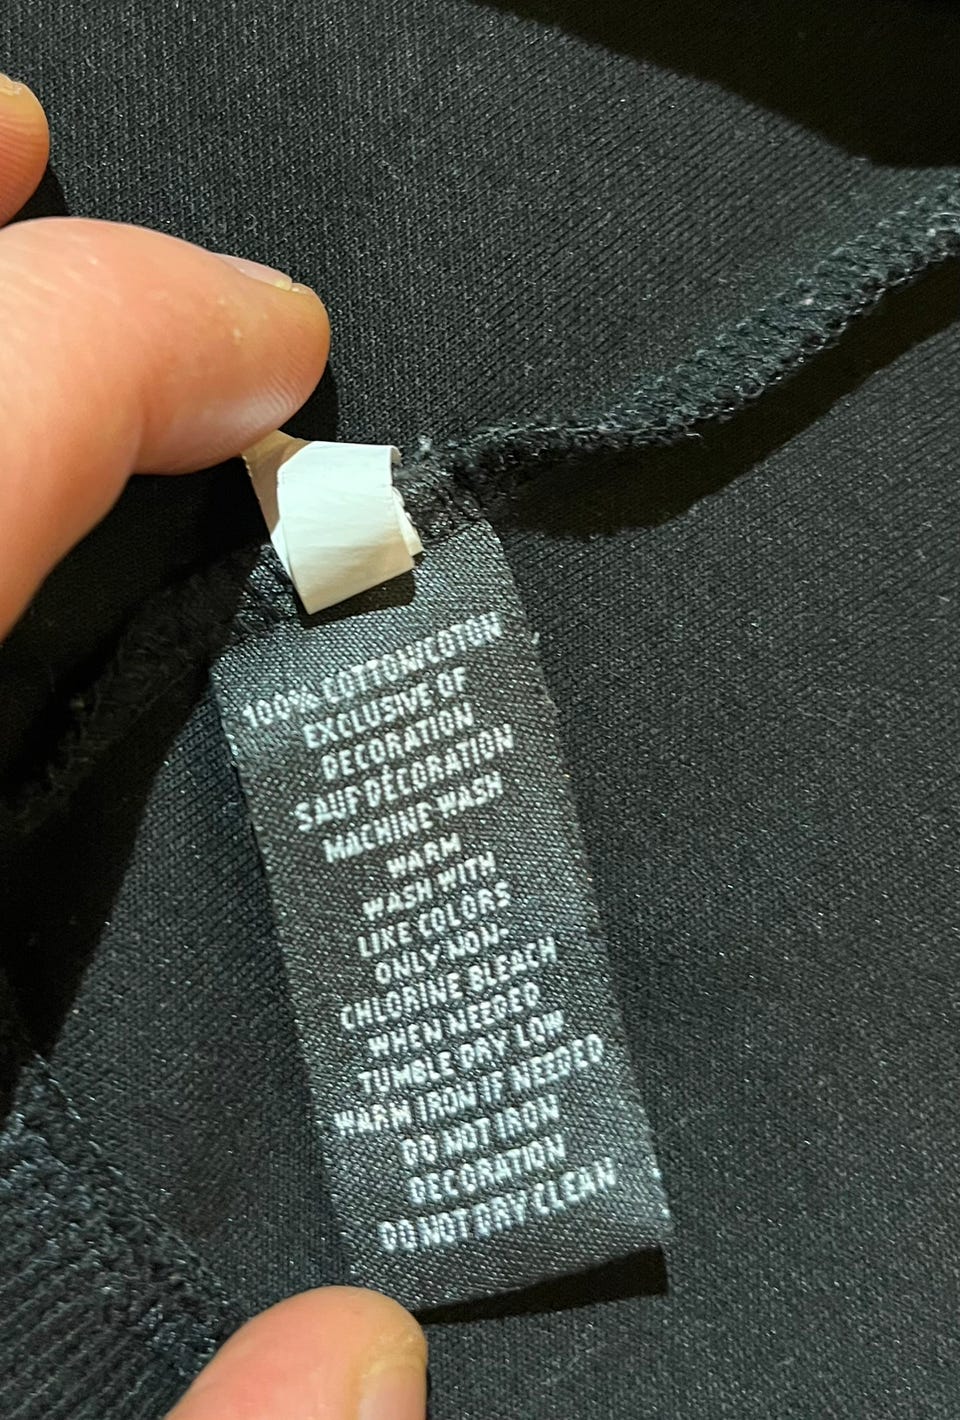 100% COTTON/COTON
EXCLUSIVE OF
DECORATION
SAUF DÉCORATION
MACHINE WASH
WARM
WASH WITH
LIKE COLORS
ONLY NON-
CHLORINE BLEACH
WHEN NEEDED
TUMBLE DRY LOW
WARM IRON IF NEEDED
DO NOT IRON
DECORATION
DO NOT DRY CLEAN